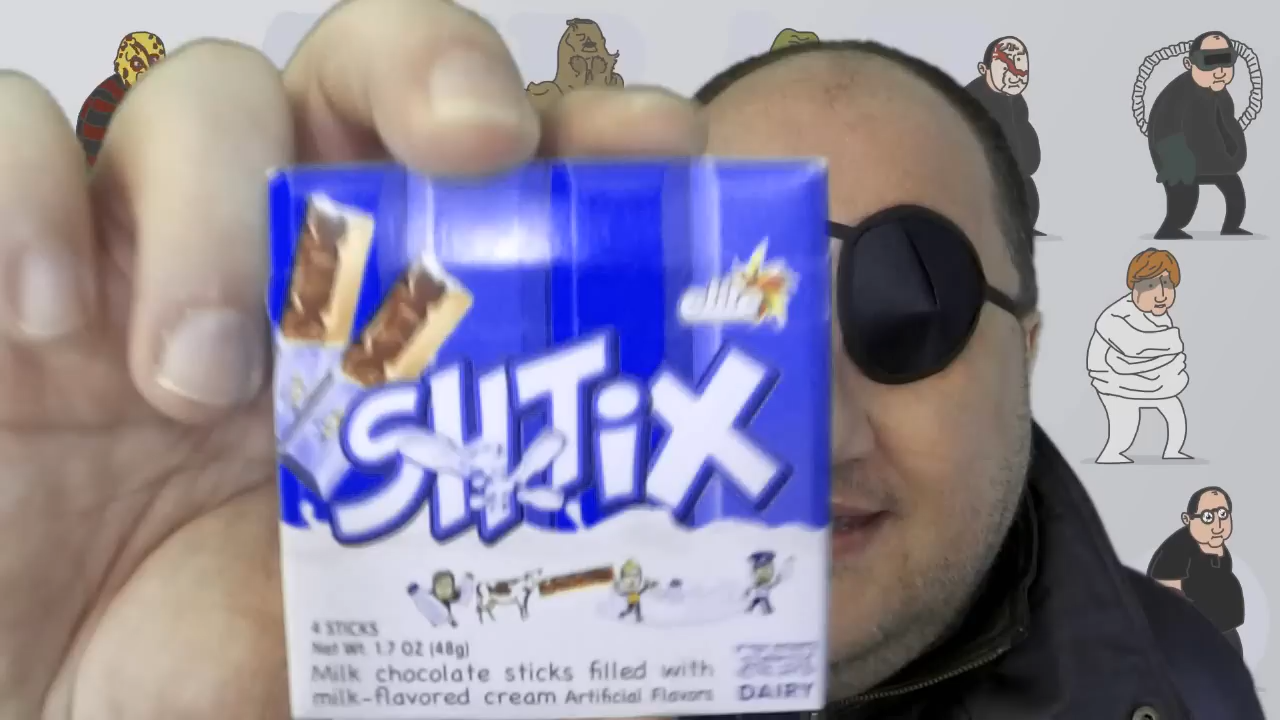 elite
SHTiX
4 STICKS
Net Wt. 1.7 OZ (48g)
Milk chocolate sticks filled with
milk-flavored cream Artificial Flavors
DAIRY